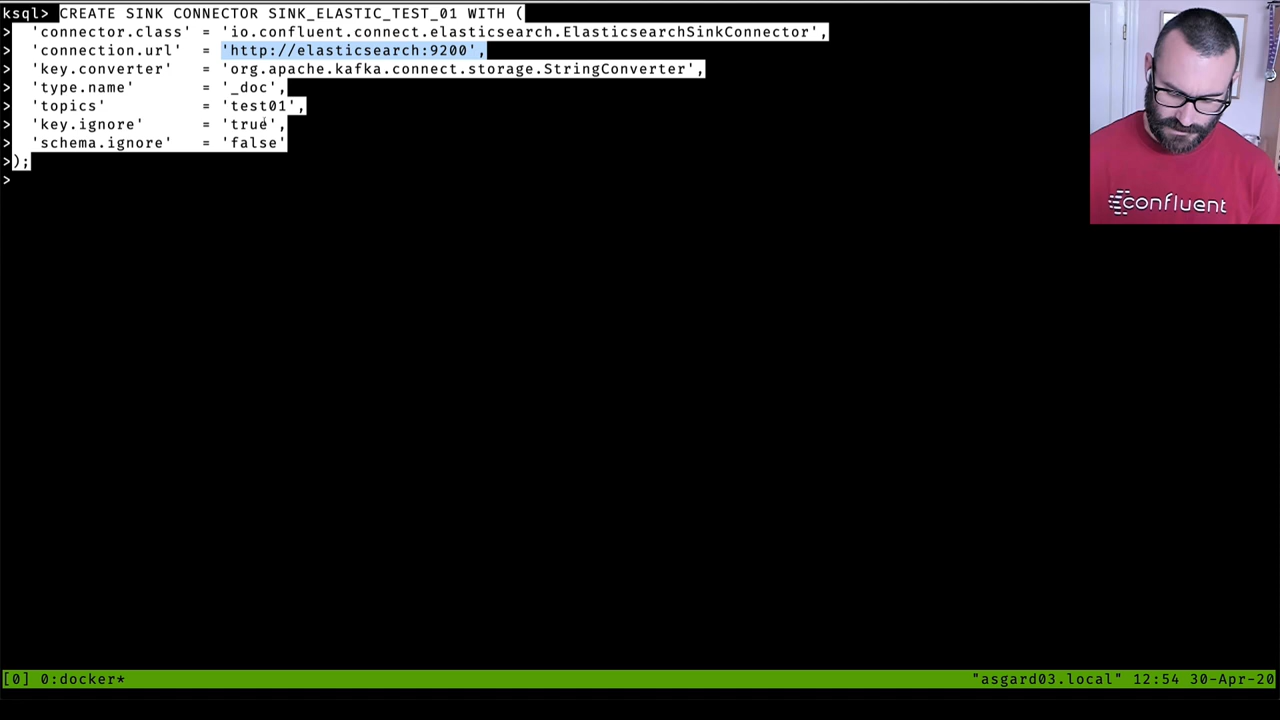 ksql> CREATE SINK CONNECTOR SINK_ELASTIC_TEST_01 WITH (
>  'connector.class' = 'io.confluent.connect.elasticsearch.ElasticsearchSinkConnector',
>  'connection.url'  = 'http://elasticsearch:9200',
>  'key.converter'   = 'org.apache.kafka.connect.storage.StringConverter',
>  'type.name'       = '_doc',
>  'topics'          = 'test01',
>  'key.ignore'      = 'true',
>  'schema.ignore'   = 'false'
>);
>
confluent
[0] 0:docker* "asgard03.local" 12:54 30-Apr-20